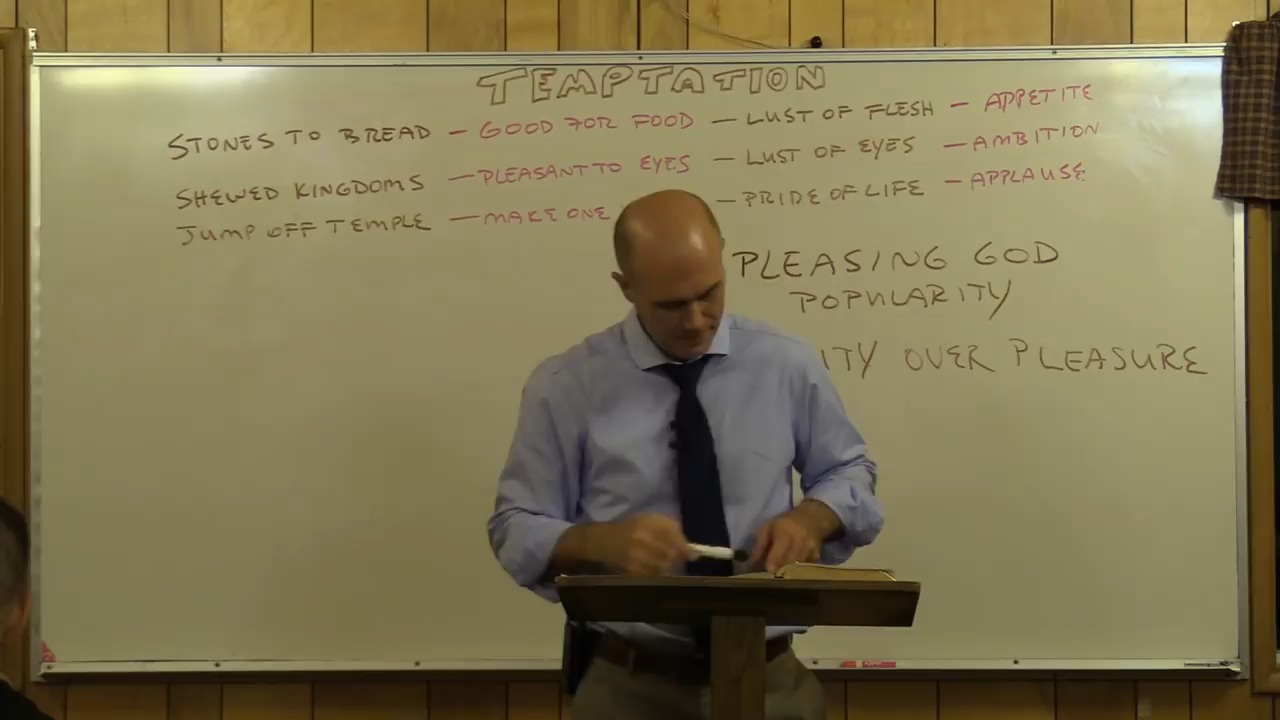 TEMPTATION
STONES TO BREAD - GOOD FOR FOOD - LUST OF FLESH - APPETITE
SHEWED KINGDOMS - PLEASANT TO EYES - LUST OF EYES - AMBITION
JUMP OFF TEMPLE - MAKE ONE - PRIDE OF LIFE - APPLAUSE
PLEASING GOD
POPULARITY
OVER PLEASURE